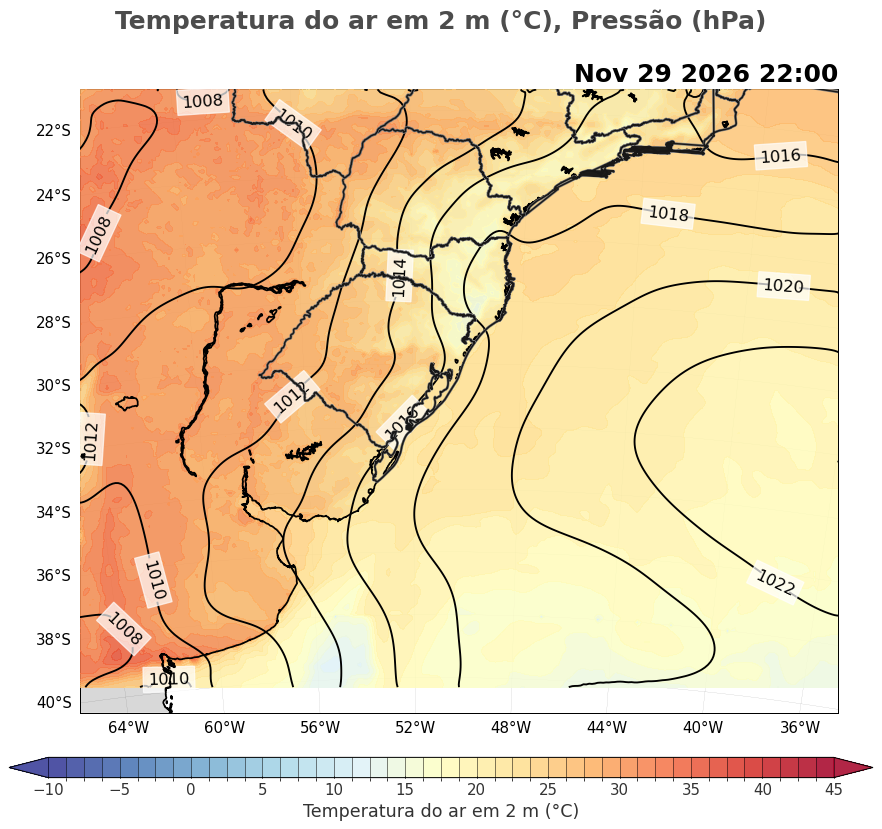 Temperatura do ar em 2 m (°C), Pressão (hPa)
Nov 29 2026 22:00
1008
1010
22°S
1016
24°S
1018
1008
26°S
1014
1020
28°S
30°S
1012
1016
1012
32°S
34°S
36°S
1010
1022
1008
38°S
1010
40°S
64°W 60°W 56°W 52°W 48°W 44°W 40°W 36°W
−10 −5 0 5 10 15 20 25 30 35 40 45
Temperatura do ar em 2 m (°C)